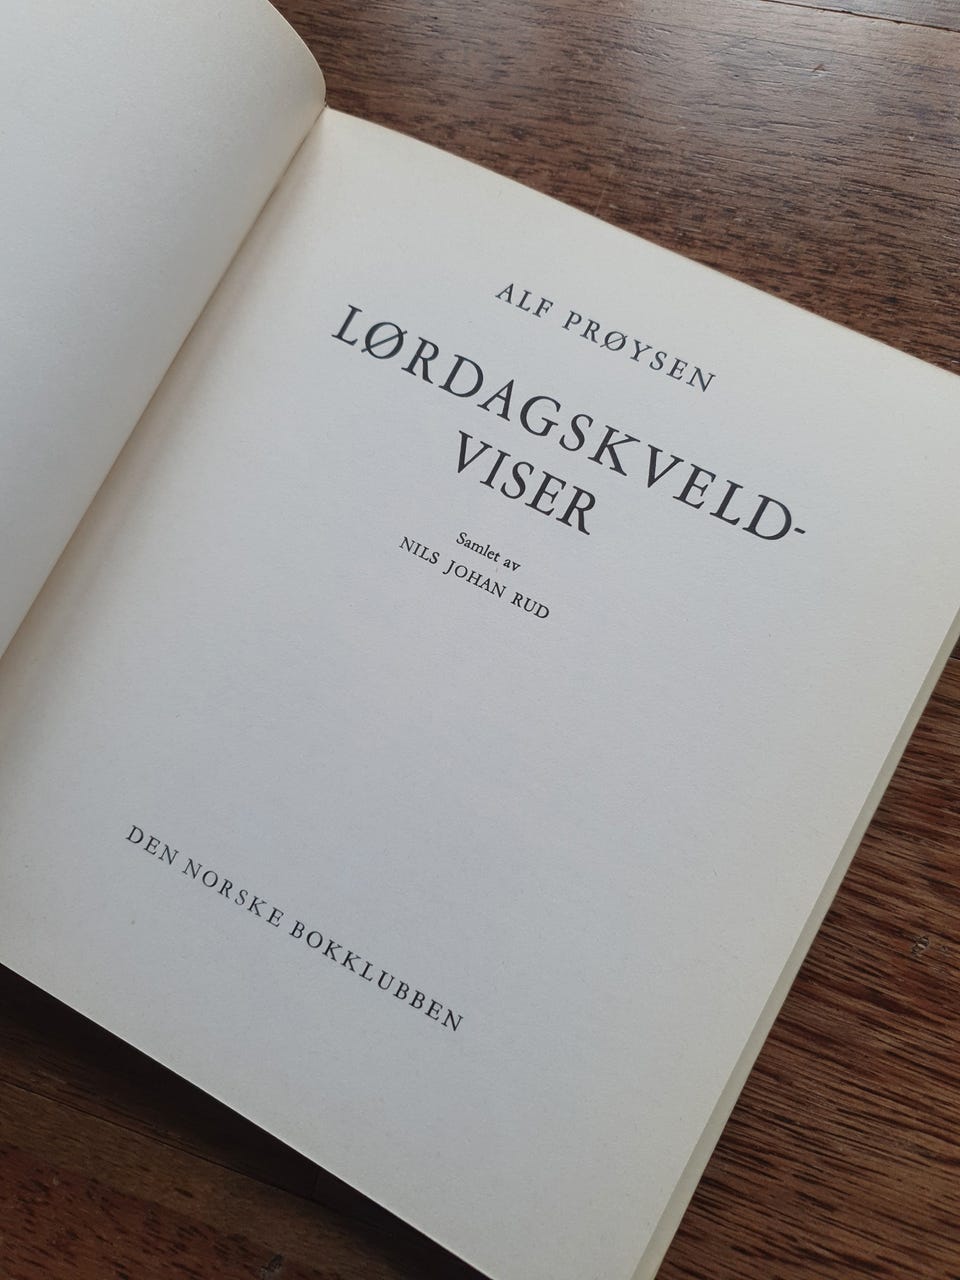 ALF PRØYSEN
LØRDAGSKVELD-
VISER
Samlet av
NILS JOHAN RUD
DEN NORSKE BOKKLUBBEN